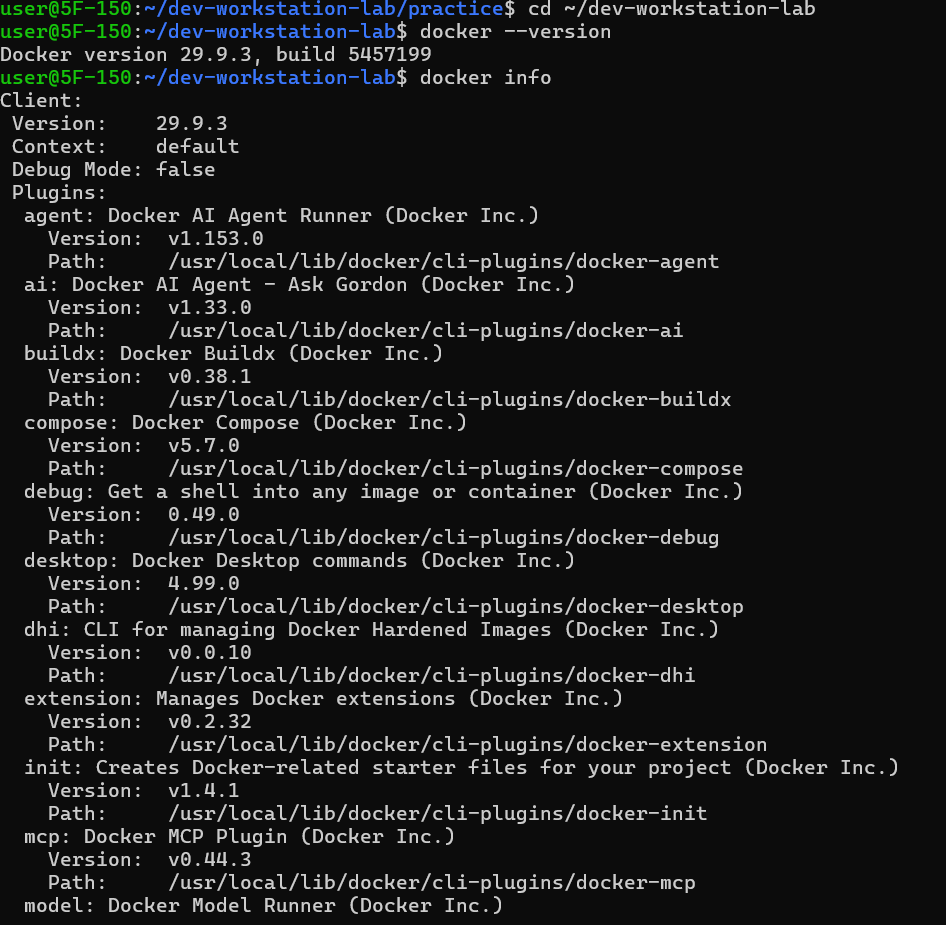 user@5F-150:~/dev-workstation-lab/practice$ cd ~/dev-workstation-lab
user@5F-150:~/dev-workstation-lab$ docker --version
Docker version 29.9.3, build 5457199
user@5F-150:~/dev-workstation-lab$ docker info
Client:
 Version:    29.9.3
 Context:    default
 Debug Mode: false
 Plugins:
  agent: Docker AI Agent Runner (Docker Inc.)
    Version:  v1.153.0
    Path:     /usr/local/lib/docker/cli-plugins/docker-agent
  ai: Docker AI Agent - Ask Gordon (Docker Inc.)
    Version:  v1.33.0
    Path:     /usr/local/lib/docker/cli-plugins/docker-ai
  buildx: Docker Buildx (Docker Inc.)
    Version:  v0.38.1
    Path:     /usr/local/lib/docker/cli-plugins/docker-buildx
  compose: Docker Compose (Docker Inc.)
    Version:  v5.7.0
    Path:     /usr/local/lib/docker/cli-plugins/docker-compose
  debug: Get a shell into any image or container (Docker Inc.)
    Version:  0.49.0
    Path:     /usr/local/lib/docker/cli-plugins/docker-debug
  desktop: Docker Desktop commands (Docker Inc.)
    Version:  4.99.0
    Path:     /usr/local/lib/docker/cli-plugins/docker-desktop
  dhi: CLI for managing Docker Hardened Images (Docker Inc.)
    Version:  v0.0.10
    Path:     /usr/local/lib/docker/cli-plugins/docker-dhi
  extension: Manages Docker extensions (Docker Inc.)
    Version:  v0.2.32
    Path:     /usr/local/lib/docker/cli-plugins/docker-extension
  init: Creates Docker-related starter files for your project (Docker Inc.)
    Version:  v1.4.1
    Path:     /usr/local/lib/docker/cli-plugins/docker-init
  mcp: Docker MCP Plugin (Docker Inc.)
    Version:  v0.44.3
    Path:     /usr/local/lib/docker/cli-plugins/docker-mcp
  model: Docker Model Runner (Docker Inc.)